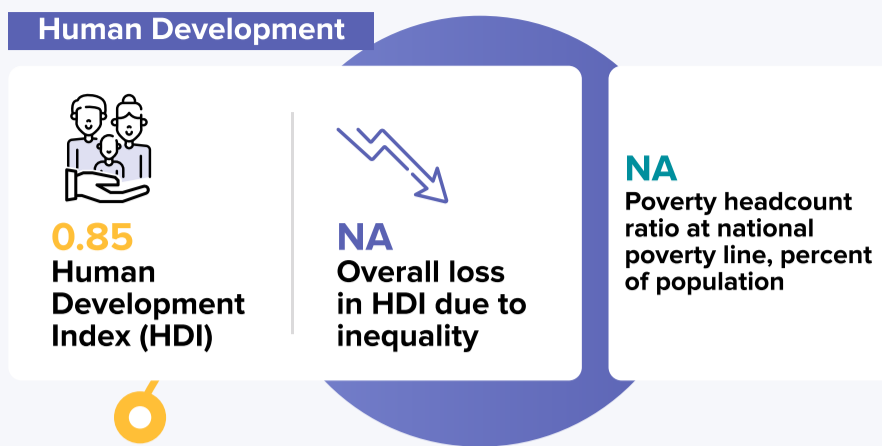 Human Development
0.85
Human
Development
Index (HDI)
NA
Overall loss
in HDI due to
inequality
NA
Poverty headcount
ratio at national
poverty line, percent
of population